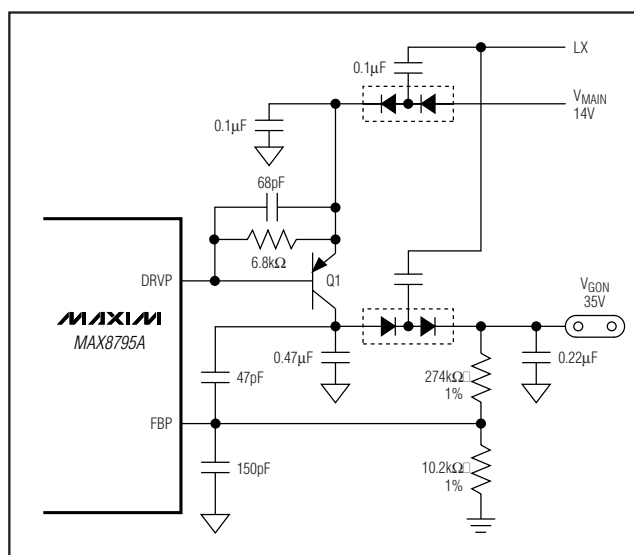 LX
0.1µF
VMAIN
14V
0.1µF
68pF
6.8kΩ
DRVP
Q1
VGON
35V
MAXIM
MAX8795A
0.47µF
0.22µF
47pF
274kΩ
1%
FBP
150pF
10.2kΩ
1%